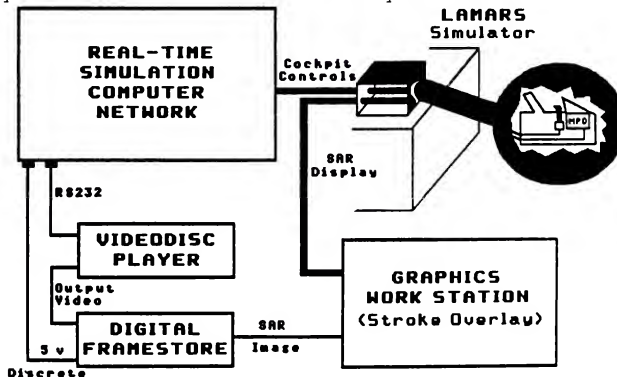 LAMARS
Simulator
REAL-TIME
SIMULATION
COMPUTER
NETWORK
Cockpit
Controls
MPD
SAR
Display
RS232
VIDEODISC
PLAYER
Output
Video
GRAPHICS
WORK STATION
(Stroke Overlay)
DIGITAL
FRAMESTORE
SAR
Image
5 v
Discrete